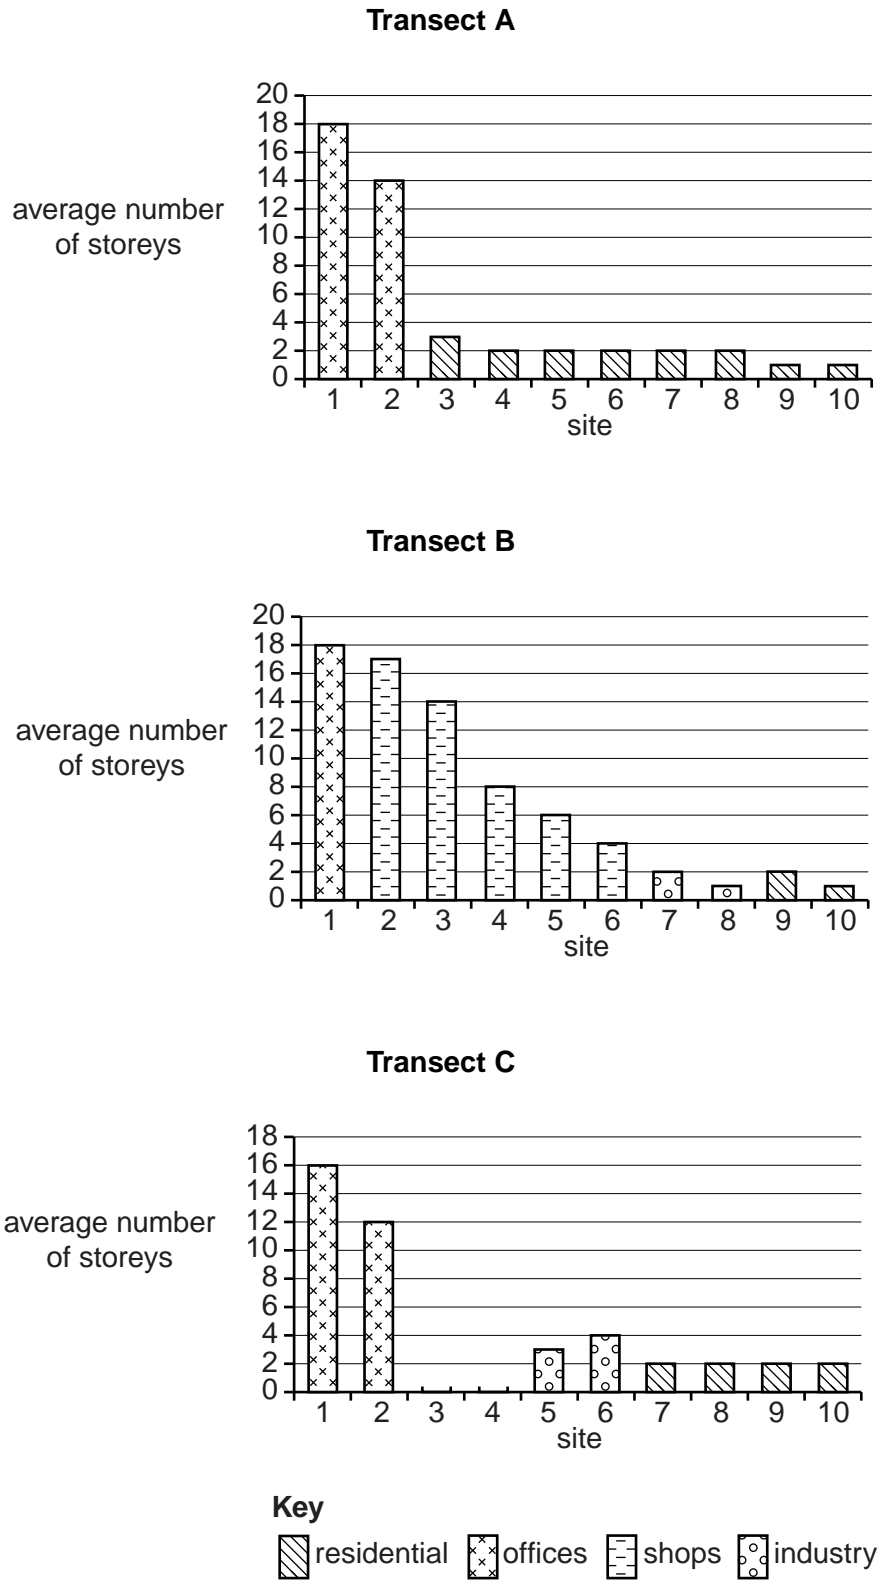 Transect A
20
18
16
14
12
10
8
6
4
2
0
average number
of storeys
1 2 3 4 5 6 7 8 9 10
site
Transect B
20
18
16
14
12
10
8
6
4
2
0
average number
of storeys
1 2 3 4 5 6 7 8 9 10
site
Transect C
18
16
14
12
10
8
6
4
2
0
average number
of storeys
1 2 3 4 5 6 7 8 9 10
site
Key
residential offices shops industry